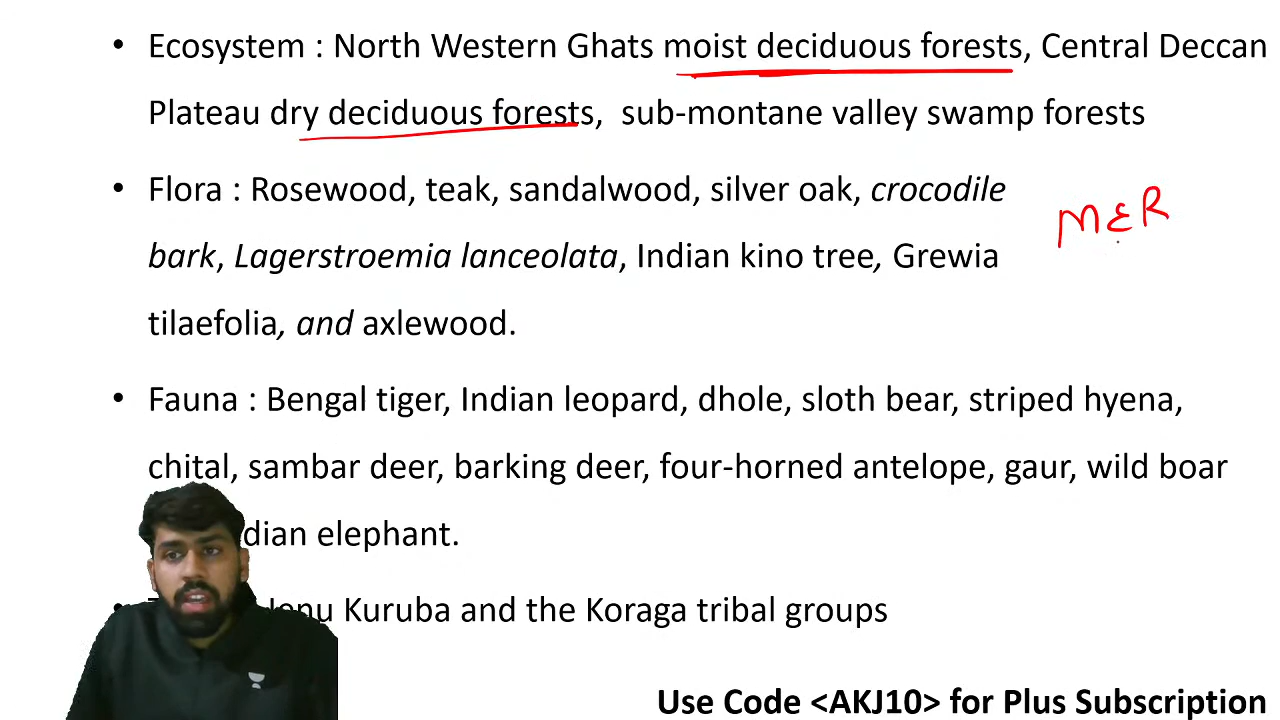 • Ecosystem : North Western Ghats moist deciduous forests, Central Deccan
Plateau dry deciduous forests, sub-montane valley swamp forests
• Flora : Rosewood, teak, sandalwood, silver oak, crocodile
bark, Lagerstroemia lanceolata, Indian kino tree, Grewia
tilaefolia, and axlewood.
MER
• Fauna : Bengal tiger, Indian leopard, dhole, sloth bear, striped hyena,
chital, sambar deer, barking deer, four-horned antelope, gaur, wild boar
elephant.
Kuruba and the Koraga tribal groups
Use Code <AKJ10> for Plus Subscription